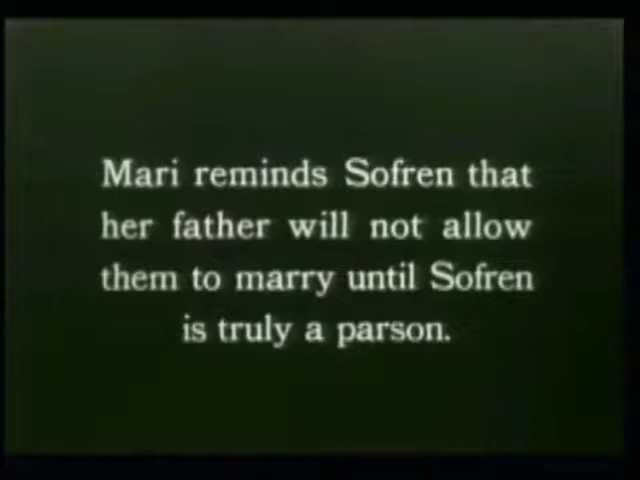 Mari reminds Sofren that
her father will not allow
them to marry until Sofren
is truly a parson.